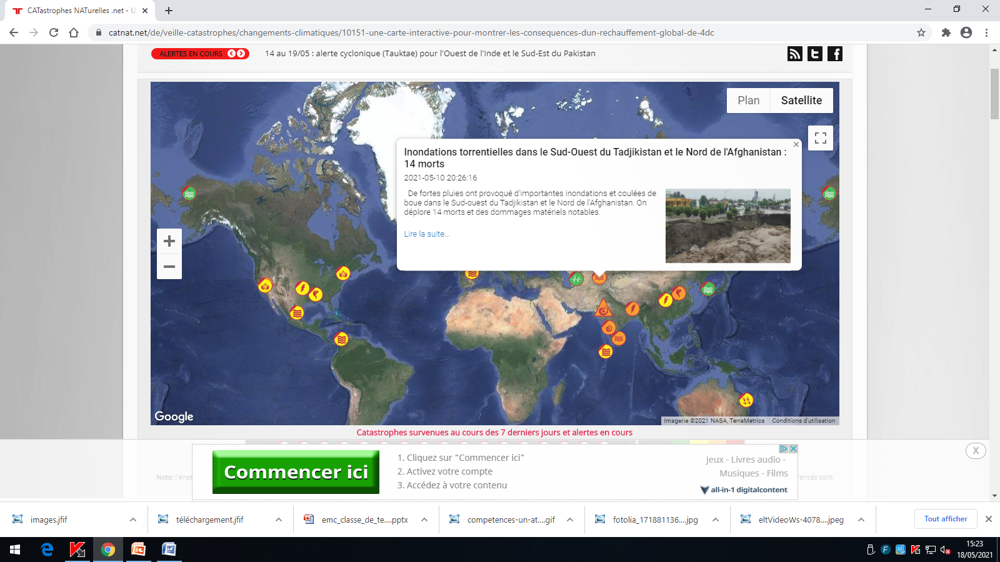 CATastrophes NATurelles .net - U
catnat.net/de/veille-catastrophes/changements-climatiques/10151-une-carte-interactive-pour-montrer-les-consequences-dun-rechauffement-global-de-4dc
ALERTES EN COURS
14 au 19/05 : alerte cyclonique (Tauktae) pour l'Ouest de l'Inde et le Sud-Est du Pakistan
Plan
Satellite
Inondations torrentielles dans le Sud-Ouest du Tadjikistan et le Nord de l'Afghanistan :
14 morts
2021-05-10 20:26:16
De fortes pluies ont provoqué d'importantes inondations et coulées de
boue dans le Sud-ouest du Tadjikistan et le Nord de l'Afghanistan. On
déplore 14 morts et des dommages matériels notables.
Lire la suite...
Google
Imagerie ©2021 NASA, TerraMetrics
Conditions d'utilisation
Catastrophes survenues au cours des 7 derniers jours et alertes en cours
Note: l'ense
Commencer ici
1. Cliquez sur "Commencer ici"
2. Activez votre compte
3. Accédez à votre contenu
Jeux - Livres audio -
Musiques - Films
all-in-1 digitalcontent
X
rencés sont
images.jfif
téléchargement.jfif
emc_classe_de_te....pptx
competences-un-at....gif
fotolia_171881136....jpg
eltVideoWs-4078....jpeg
Tout afficher
15:23
18/05/2021